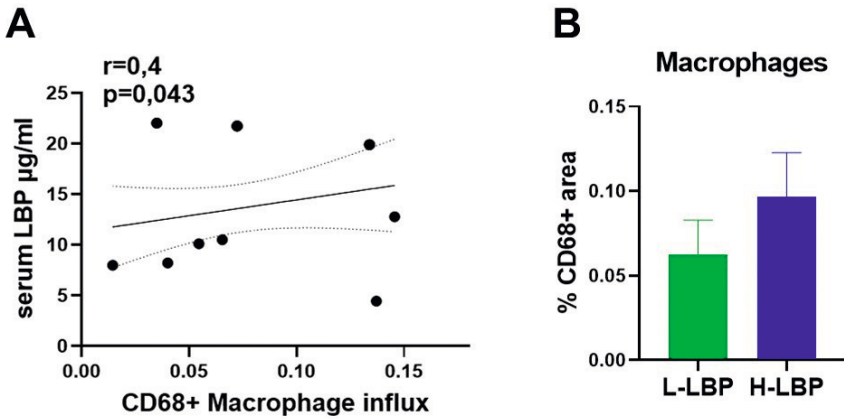 A
r=0,4
p=0,043
serum LBP µg/ml
25
20
15
10
5
0
0.00 0.05 0.10 0.15
CD68+ Macrophage influx
B
Macrophages
% CD68+ area
0.15
0.10
0.05
0.00
L-LBP H-LBP